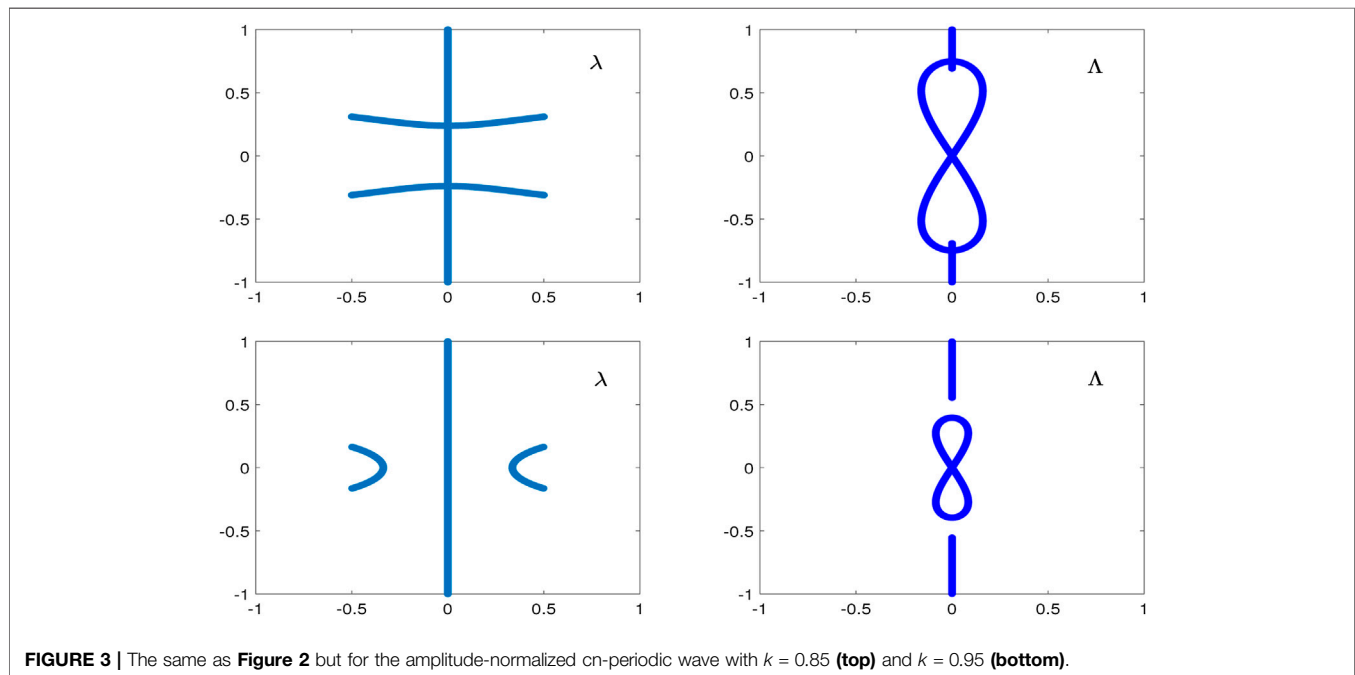 1
0.5
0
-0.5
-1
-1 -0.5 0 0.5 1
λ
1
0.5
0
-0.5
-1
-1 -0.5 0 0.5 1
Λ
1
0.5
0
-0.5
-1
-1 -0.5 0 0.5 1
λ
1
0.5
0
-0.5
-1
-1 -0.5 0 0.5 1
Λ
FIGURE 3 | The same as Figure 2 but for the amplitude-normalized cn-periodic wave with k = 0.85 (top) and k = 0.95 (bottom).